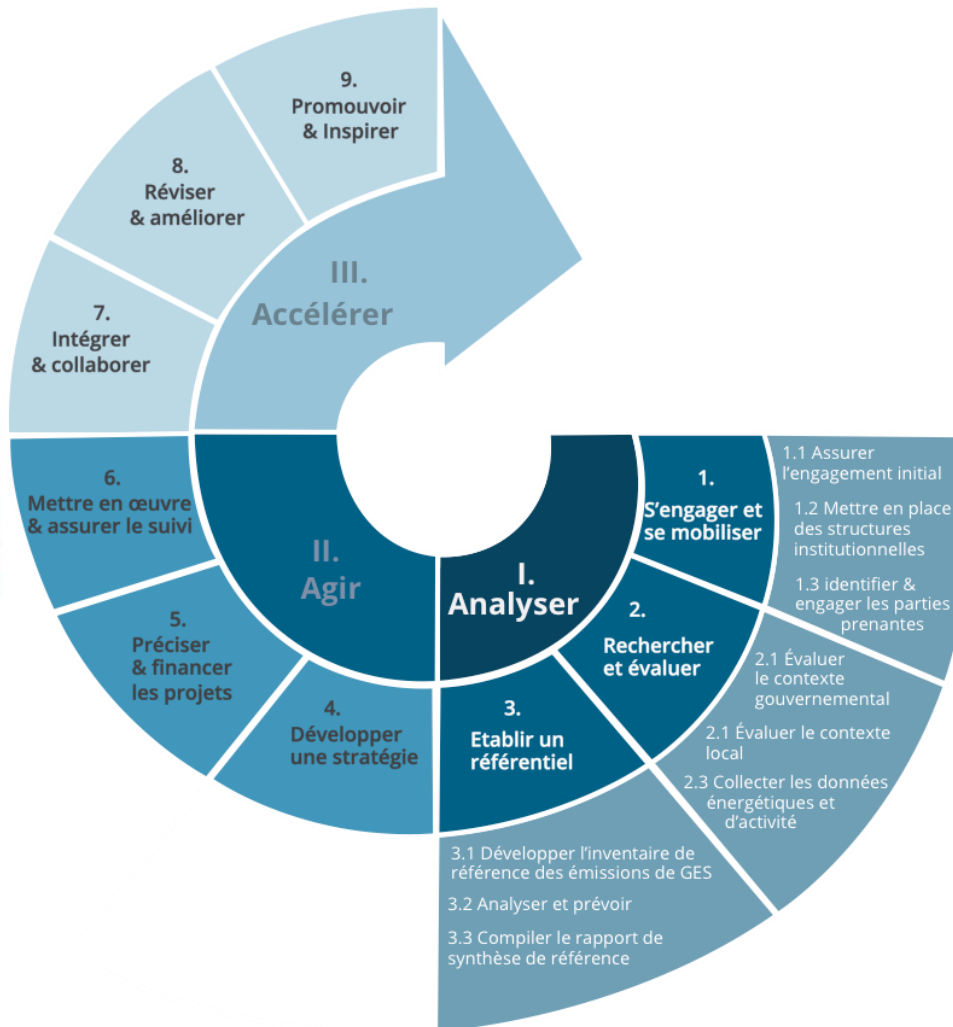 I.
Analyser
1.
S’engager et
se mobiliser
1.1 Assurer
l’engagement initial
1.2 Mettre en place
des structures
institutionnelles
1.3 identifier &
engager les parties
prenantes
2.
Rechercher
et évaluer
2.1 Évaluer
le contexte
gouvernemental
2.1 Évaluer le contexte
local
2.3 Collecter les données
énergétiques et
d’activité
3.
Etablir un
référentiel
3.1 Développer l’inventaire de
référence des émissions de GES
3.2 Analyser et prévoir
3.3 Compiler le rapport de
synthèse de référence
II.
Agir
4.
Développer
une stratégie
5.
Préciser
& financer
les projets
6.
Mettre en œuvre
& assurer le suivi
III.
Accélérer
7.
Intégrer
& collaborer
8.
Réviser
& améliorer
9.
Promouvoir
& Inspirer